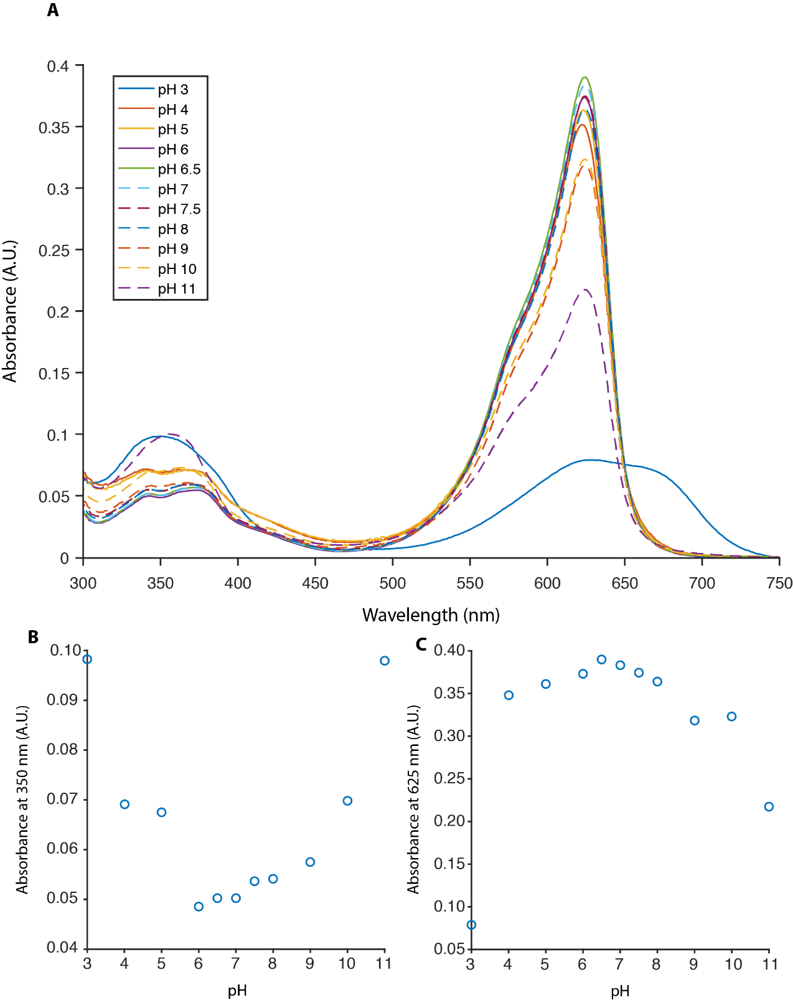 A
0.4
0.35
0.3
0.25
0.2
0.15
0.1
0.05
0
Absorbance (A.U.)
pH 3
pH 4
pH 5
pH 6
pH 6.5
pH 7
pH 7.5
pH 8
pH 9
pH 10
pH 11
300 350 400 450 500 550 600 650 700 750
Wavelength (nm)
B
0.10
0.09
0.08
0.07
0.06
0.05
0.04
Absorbance at 350 nm (A.U.)
3 4 5 6 7 8 9 10 11
pH
C
0.40
0.35
0.30
0.25
0.20
0.15
0.10
0.05
Absorbance at 625 nm (A.U.)
3 4 5 6 7 8 9 10 11
pH